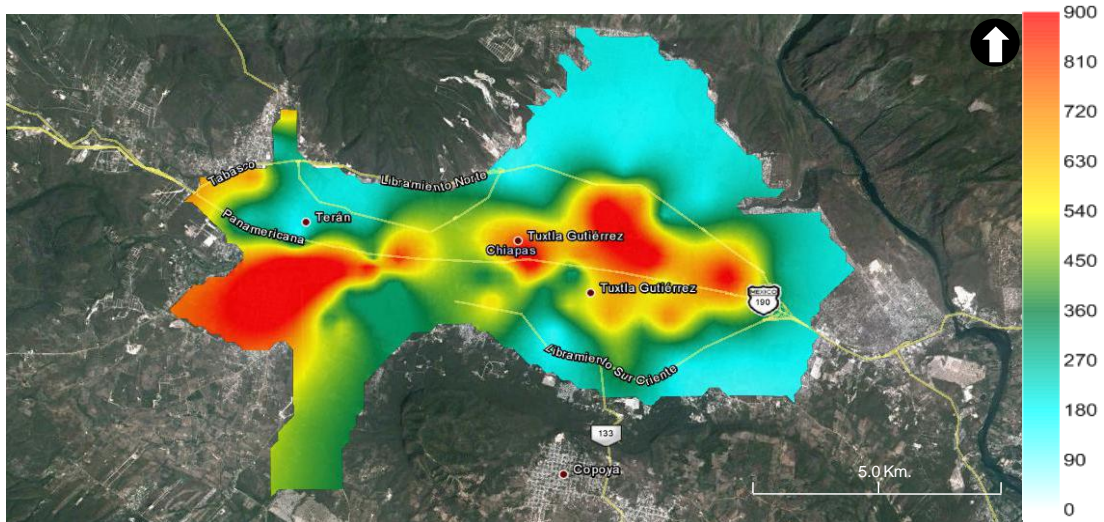 900
810
720
630
540
450
360
270
180
90
0
Tabasco
Libramiento Norte
Terán
Panamericana
Tuxtla Gutiérrez
Chiapas
Tuxtla Gutiérrez
MEXICO
190
Libramiento Sur Oriente
133
Copoya
5.0 Km.